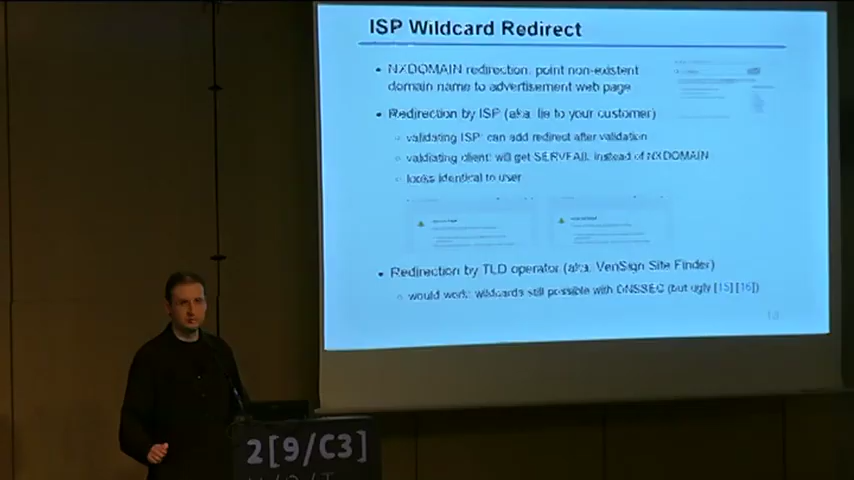 ISP Wildcard Redirect
• NXDOMAIN redirection: point non-existent
domain name to advertisement web page
• Redirection by ISP (aka. lie to your customer)
○ validating ISP: can add redirect after validation
○ validating client: will get SERVFAIL instead of NXDOMAIN
○ looks identical to user
• Redirection by TLD operator (aka. VeriSign Site Finder)
○ would work: wildcards still possible with DNSSEC (but ugly [15] [16])
2[9/C3]